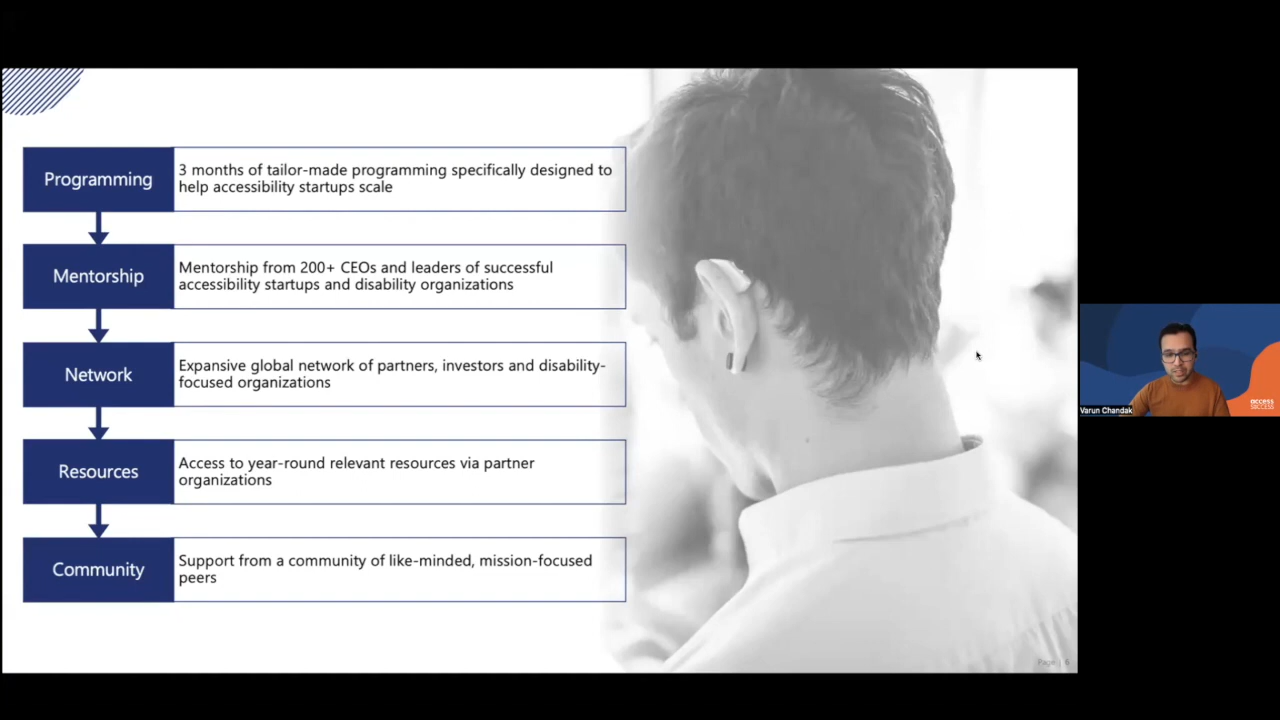 Programming
3 months of tailor-made programming specifically designed to
help accessibility startups scale
Mentorship
Mentorship from 200+ CEOs and leaders of successful
accessibility startups and disability organizations
Network
Expansive global network of partners, investors and disability-
focused organizations
Resources
Access to year-round relevant resources via partner
organizations
Community
Support from a community of like-minded, mission-focused
peers
Page | 6
Varun Chandak
access
success